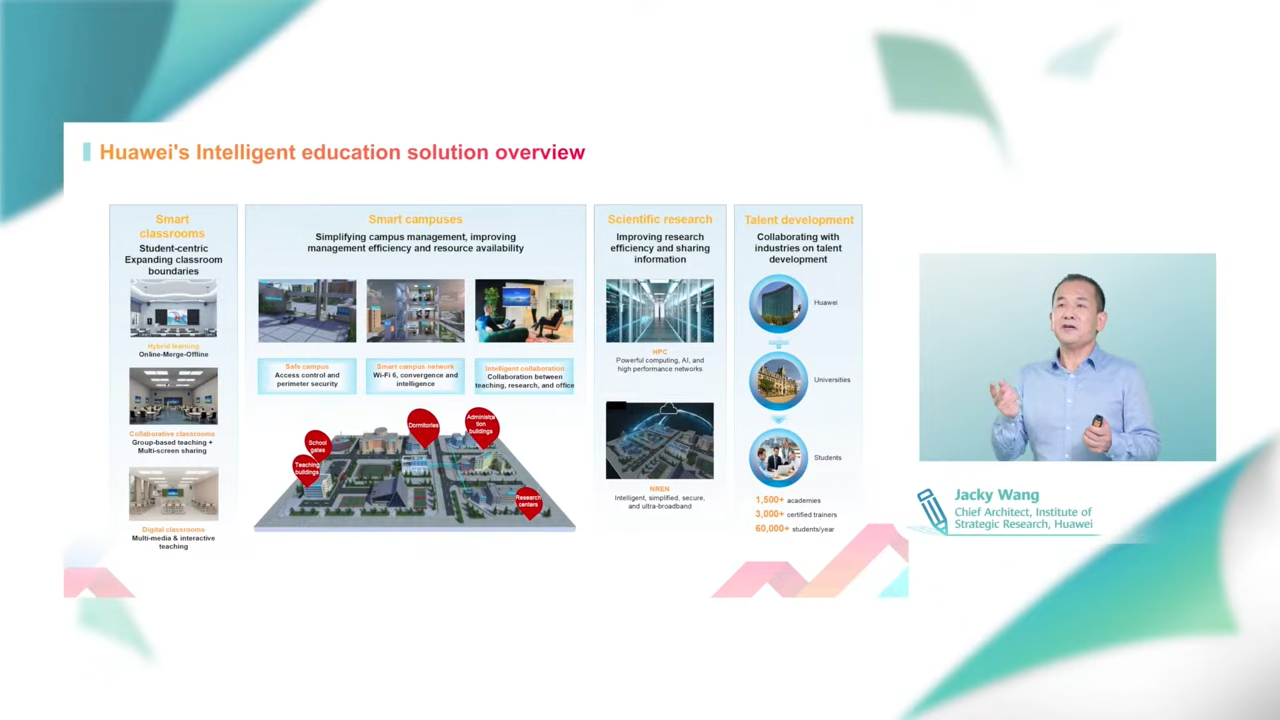 Huawei's Intelligent education solution overview
Smart
classrooms
Student-centric
Expanding classroom
boundaries
Hybrid learning
Online-Merge-Offline
Collaborative classrooms
Group-based teaching +
Multi-screen sharing
Digital classrooms
Multi-media & interactive
teaching
Smart campuses
Simplifying campus management, improving
management efficiency and resource availability
Safe campus
Access control and
perimeter security
Smart campus network
Wi-Fi 6, convergence and
intelligence
Intelligent collaboration
Collaboration between
teaching, research, and office
School
gates
Teaching
buildings
Dormitories
Administra
tion
buildings
Research
centers
Scientific research
Improving research
efficiency and sharing
information
HPC
Powerful computing, AI, and
high performance networks
NREN
Intelligent, simplified, secure,
and ultra-broadband
Talent development
Collaborating with
industries on talent
development
Huawei
Universities
Students
1,500+ academies
3,000+ certified trainers
60,000+ students/year
Jacky Wang
Chief Architect, Institute of
Strategic Research, Huawei